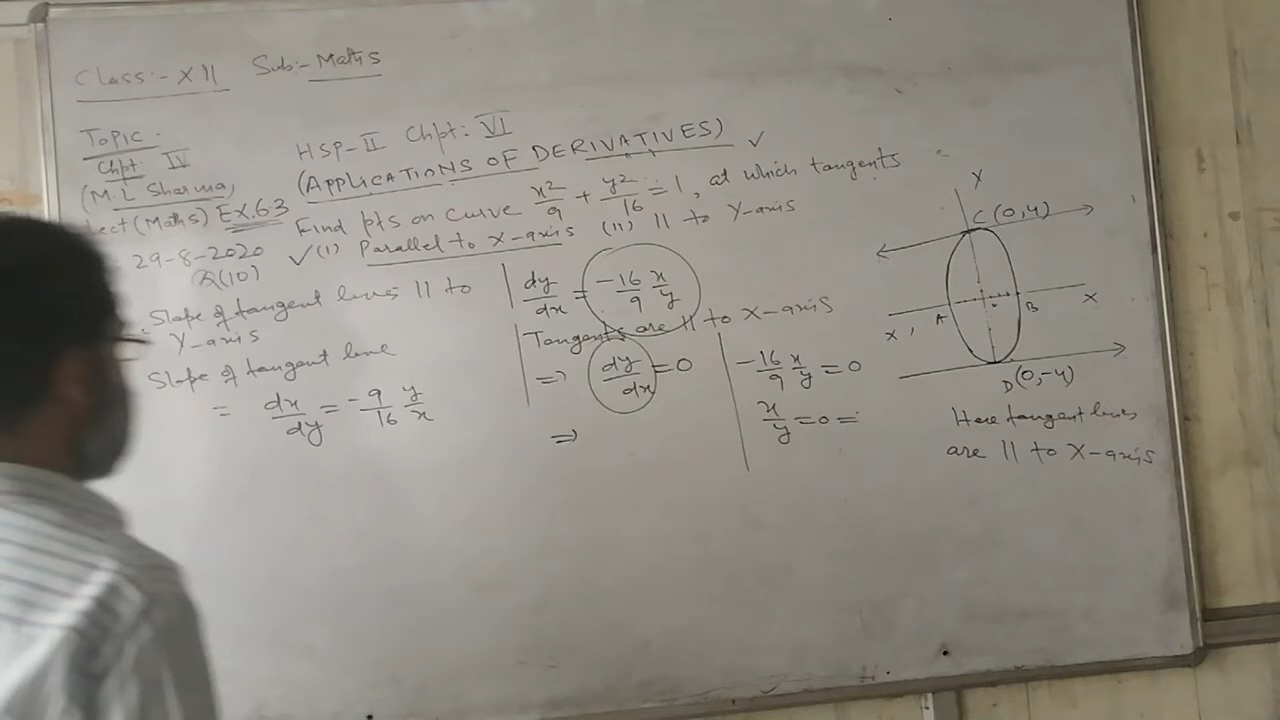 Class:- XII Sub:- Maths
Topic.
Chpt: IV
(M.L Sharma,
Lect (Maths)
29-8-2020
HSP-II Chpt: VI
(APPLICATIONS OF DERIVATIVES) ✓
EX.6.3 Find pts on curve x²/9 + y²/16 = 1, at which tangents
✓(i) Parallel to X-axis (ii) || to Y-axis
Q(10)
Slope of tangent lines || to
Y-axis
Slope of tangent line
= dx/dy = -9/16 y/x
dy/dx = -16/9 x/y
Tangents are || to X-axis
=> dy/dx = 0
=>
-16/9 x/y = 0
x/y = 0 =
Y
C (0,4)
X
A
B
X'
D (0,-4)
Here tangent lines
are || to X-axis